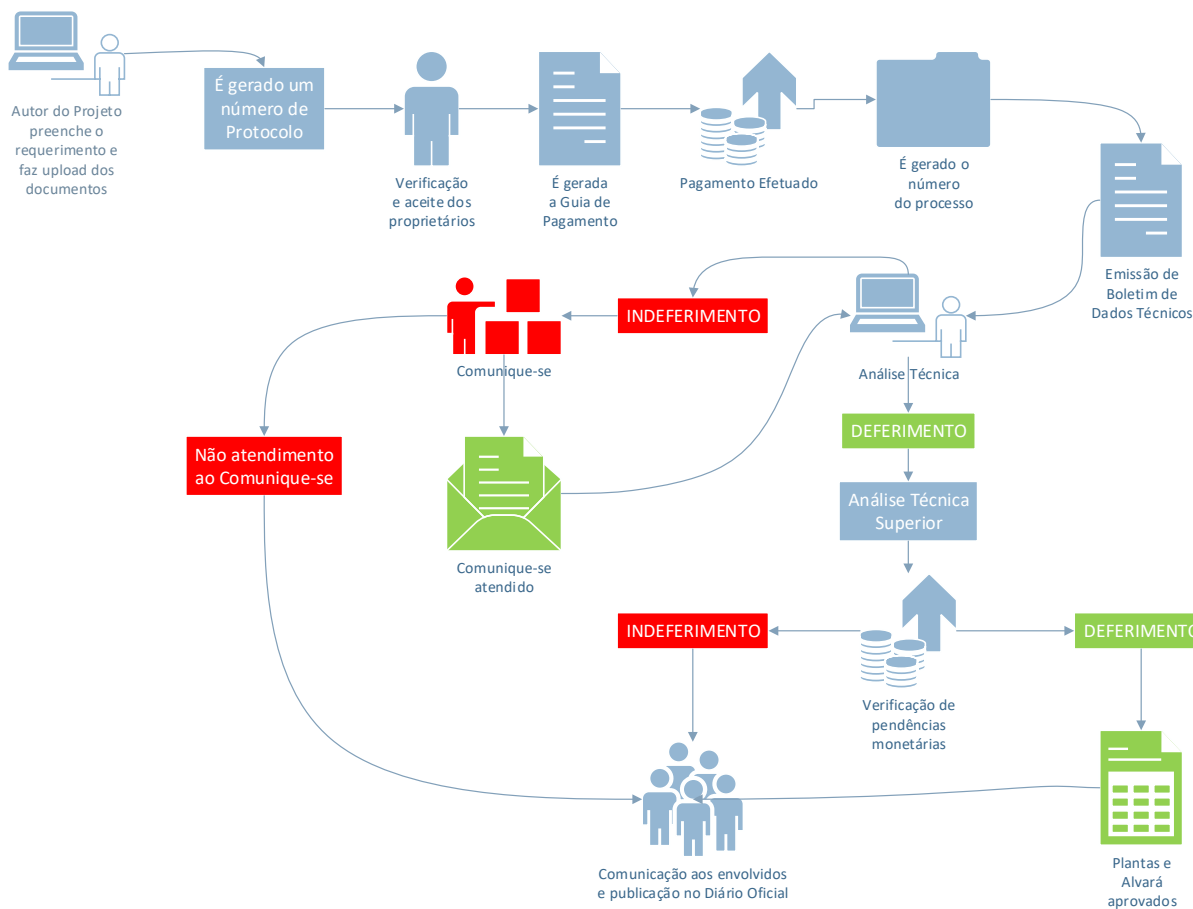 Autor do Projeto
preenche o
requerimento e
faz upload dos
documentos
É gerado um
número de
Protocolo
Verificação
e aceite dos
proprietários
É gerada
a Guia de
Pagamento
Pagamento Efetuado
É gerado o
número
do processo
Emissão de
Boletim de
Dados Técnicos
INDEFERIMENTO
Comunique-se
Análise Técnica
Não atendimento
ao Comunique-se
DEFERIMENTO
Comunique-se
atendido
Análise Técnica
Superior
INDEFERIMENTO
DEFERIMENTO
Verificação de
pendências
monetárias
Comunicação aos envolvidos
e publicação no Diário Oficial
Plantas e
Alvará
aprovados